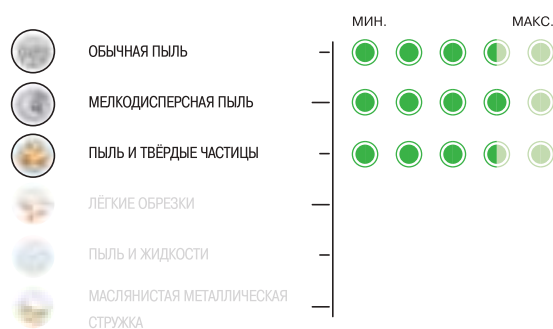 МИН. МАКС.
ОБЫЧНАЯ ПЫЛЬ
МЕЛКОДИСПЕРСНАЯ ПЫЛЬ
ПЫЛЬ И ТВЁРДЫЕ ЧАСТИЦЫ
ЛЁГКИЕ ОБРЕЗКИ
ПЫЛЬ И ЖИДКОСТИ
МАСЛЯНИСТАЯ МЕТАЛЛИЧЕСКАЯ
СТРУЖКА